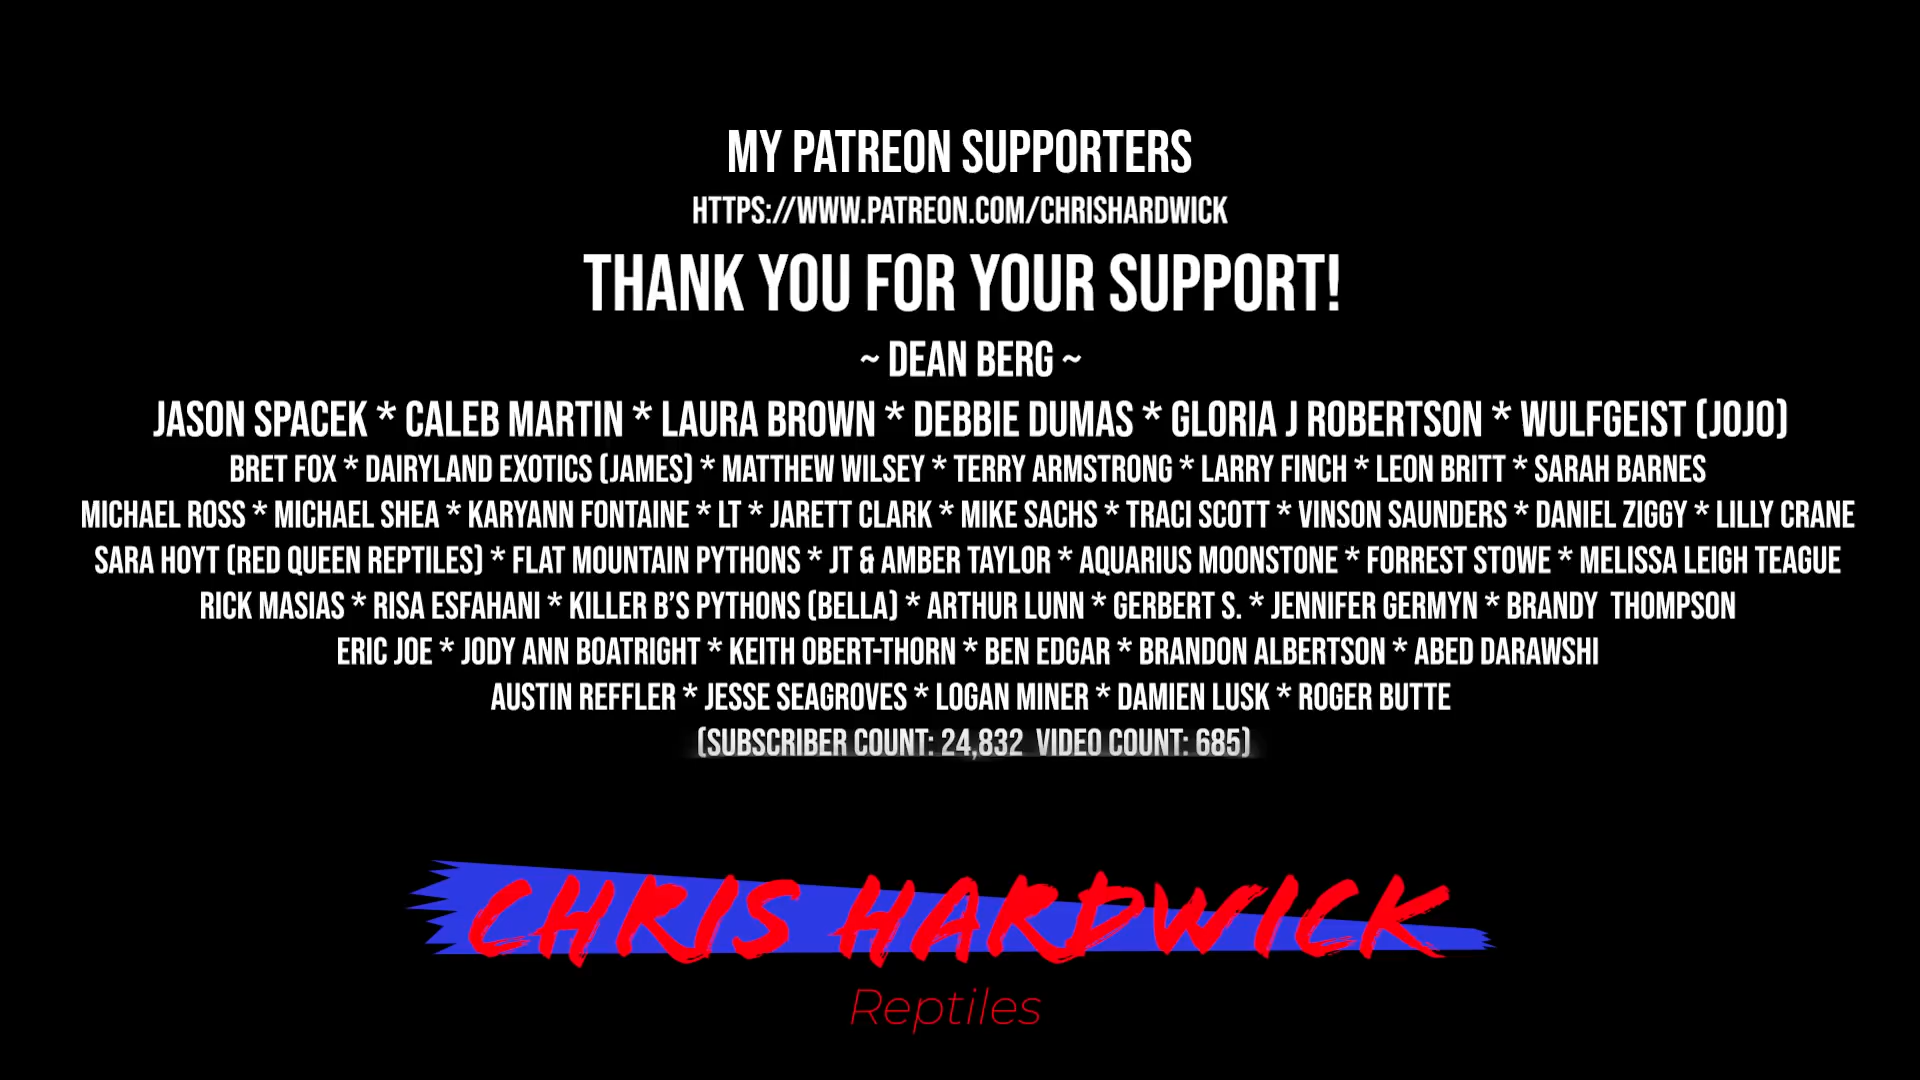 MY PATREON SUPPORTERS
HTTPS://WWW.PATREON.COM/CHRISHARDWICK
THANK YOU FOR YOUR SUPPORT!
~ DEAN BERG ~
JASON SPACEK * CALEB MARTIN * LAURA BROWN * DEBBIE DUMAS * GLORIA J ROBERTSON * WULFGEIST (JOJO)
BRET FOX * DAIRYLAND EXOTICS (JAMES) * MATTHEW WILSEY * TERRY ARMSTRONG * LARRY FINCH * LEON BRITT * SARAH BARNES
MICHAEL ROSS * MICHAEL SHEA * KARYANN FONTAINE * LT * JARETT CLARK * MIKE SACHS * TRACI SCOTT * VINSON SAUNDERS * DANIEL ZIGGY * LILLY CRANE
SARA HOYT (RED QUEEN REPTILES) * FLAT MOUNTAIN PYTHONS * JT & AMBER TAYLOR * AQUARIUS MOONSTONE * FORREST STOWE * MELISSA LEIGH TEAGUE
RICK MASIAS * RISA ESFAHANI * KILLER B'S PYTHONS (BELLA) * ARTHUR LUNN * GERBERT S. * JENNIFER GERMYN * BRANDY  THOMPSON
ERIC JOE * JODY ANN BOATRIGHT * KEITH OBERT-THORN * BEN EDGAR * BRANDON ALBERTSON * ABED DARAWSHI
AUSTIN REFFLER * JESSE SEAGROVES * LOGAN MINER * DAMIEN LUSK * ROGER BUTTE
(SUBSCRIBER COUNT: 24,832  VIDEO COUNT: 685)
CHRIS HARDWICK
Reptiles